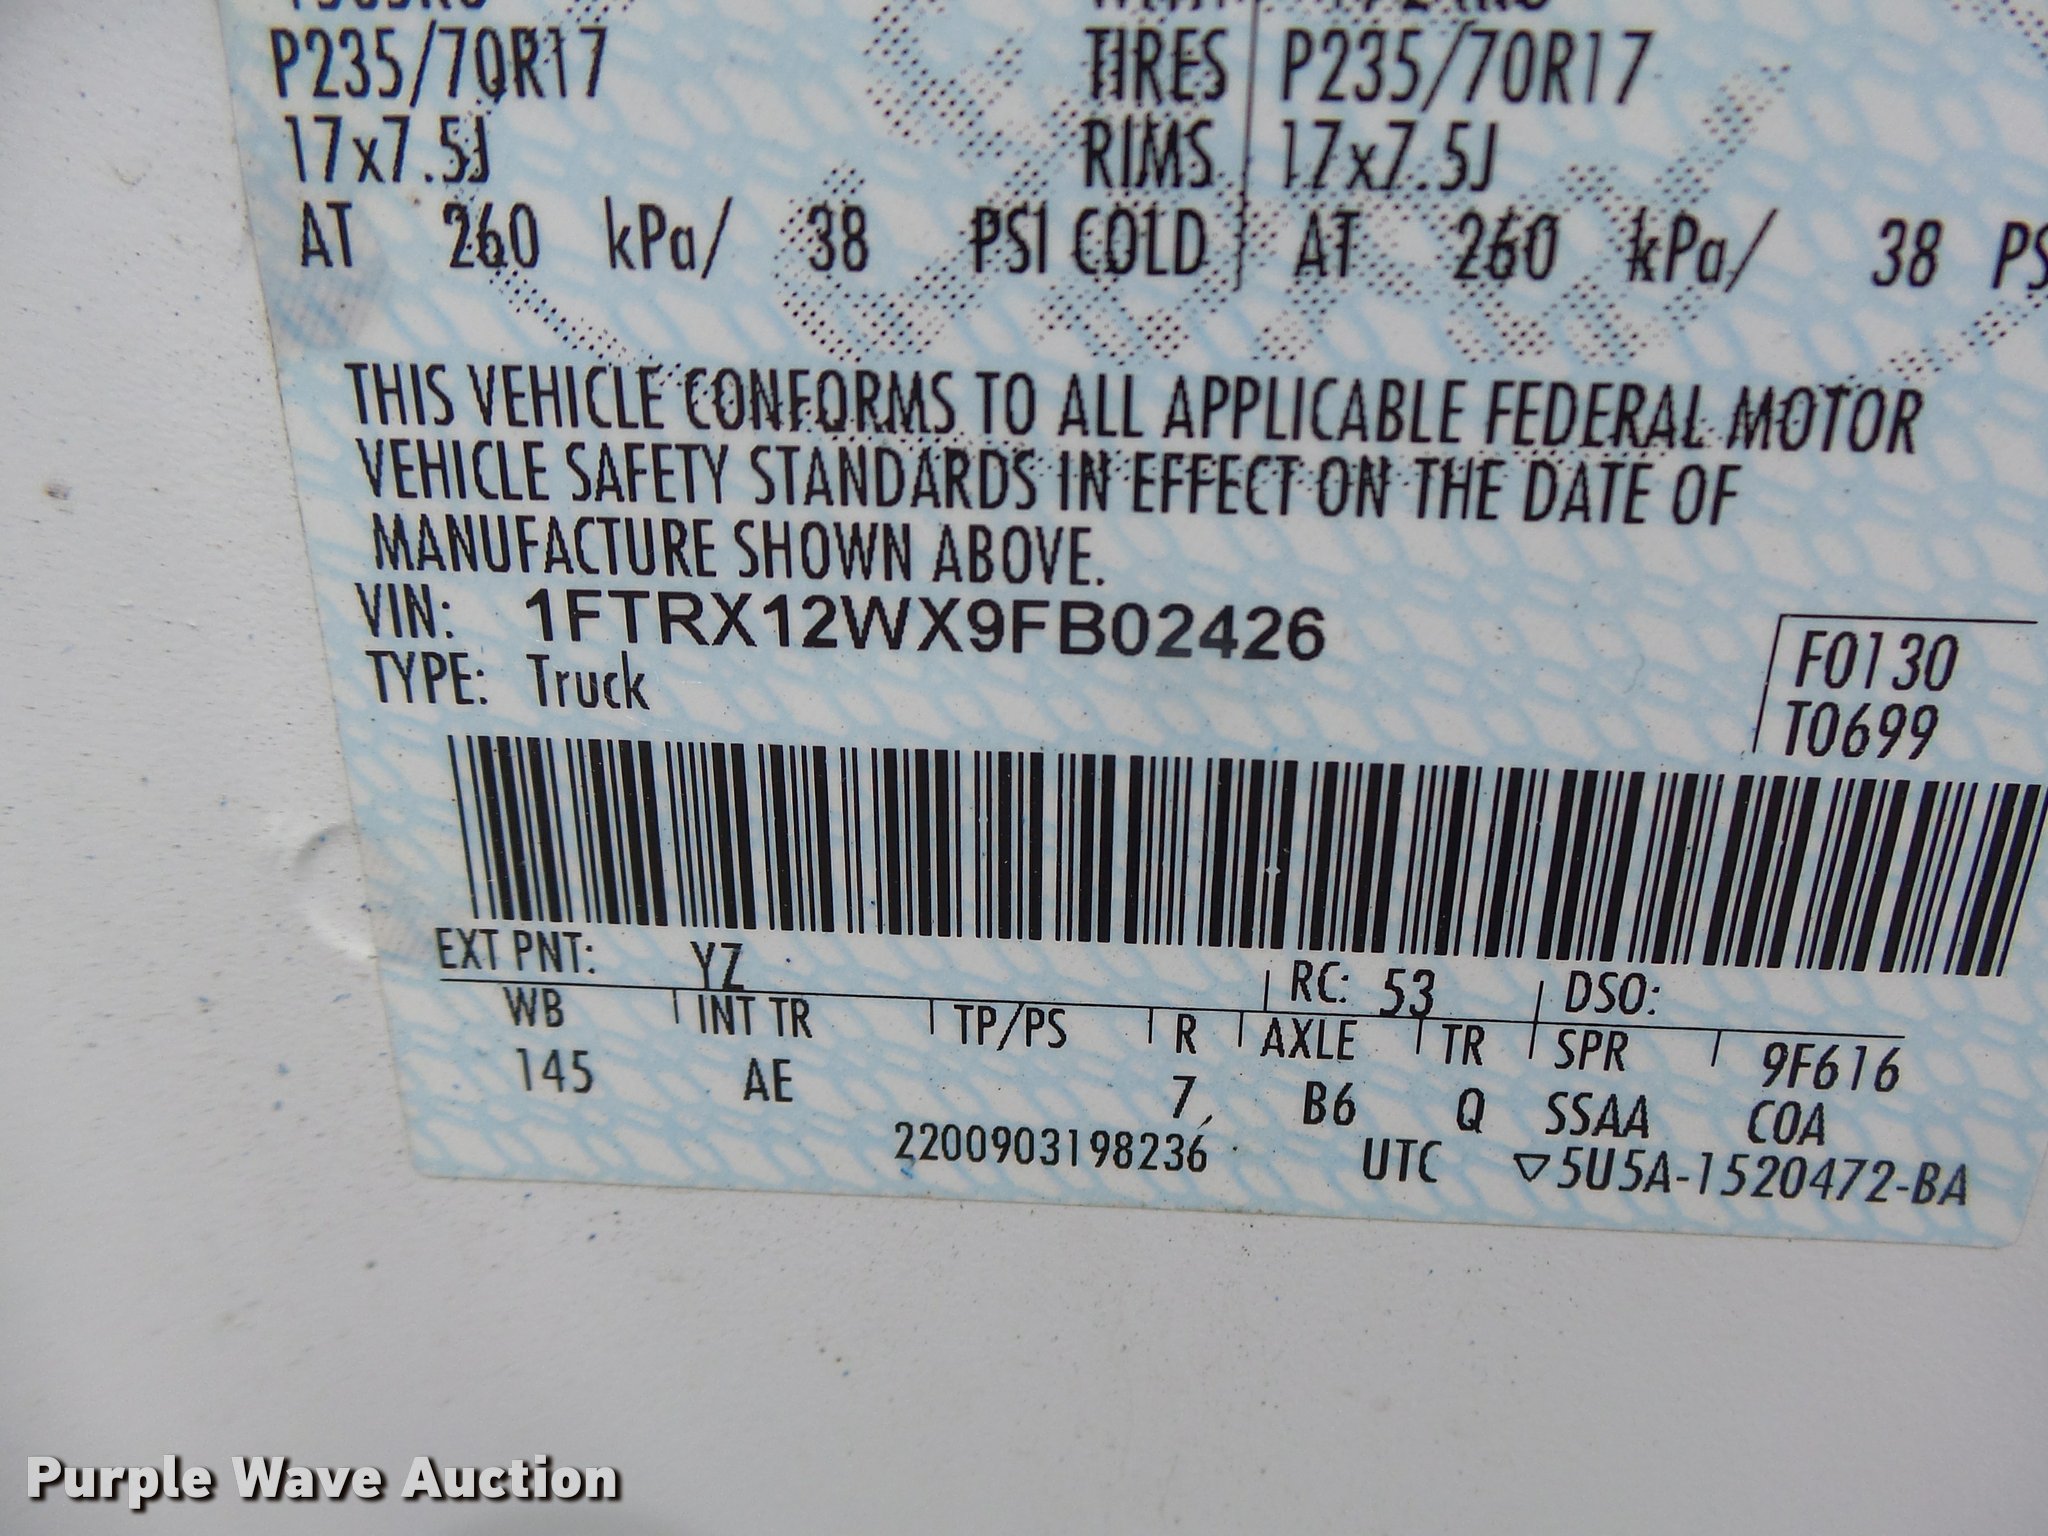 P235/70R17 TIRES P235/70R17
17x7.5J RIMS 17x7.5J
AT 260 kPa/ 38 PSI COLD AT 260 kPa/ 38 PS
THIS VEHICLE CONFORMS TO ALL APPLICABLE FEDERAL MOTOR
VEHICLE SAFETY STANDARDS IN EFFECT ON THE DATE OF
MANUFACTURE SHOWN ABOVE.
VIN: 1FTRX12WX9FB02426
TYPE: Truck
F0130
T0699
EXT PNT: YZ RC: 53 DSO:
WB INT TR TP/PS R AXLE TR SPR 9F616
145 AE 7, B6 Q SSAA COA
2200903198236 UTC ▽5U5A-1520472-BA
Purple Wave Auction